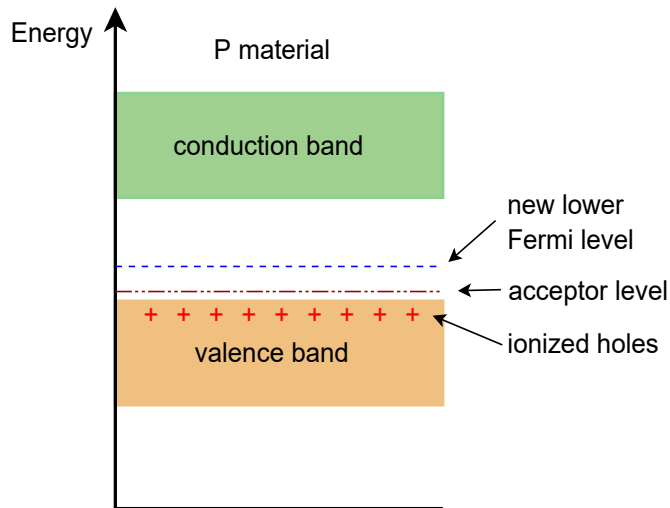 Energy
P material
conduction band
new lower
Fermi level
acceptor level
+ + + + + + + + +
ionized holes
valence band